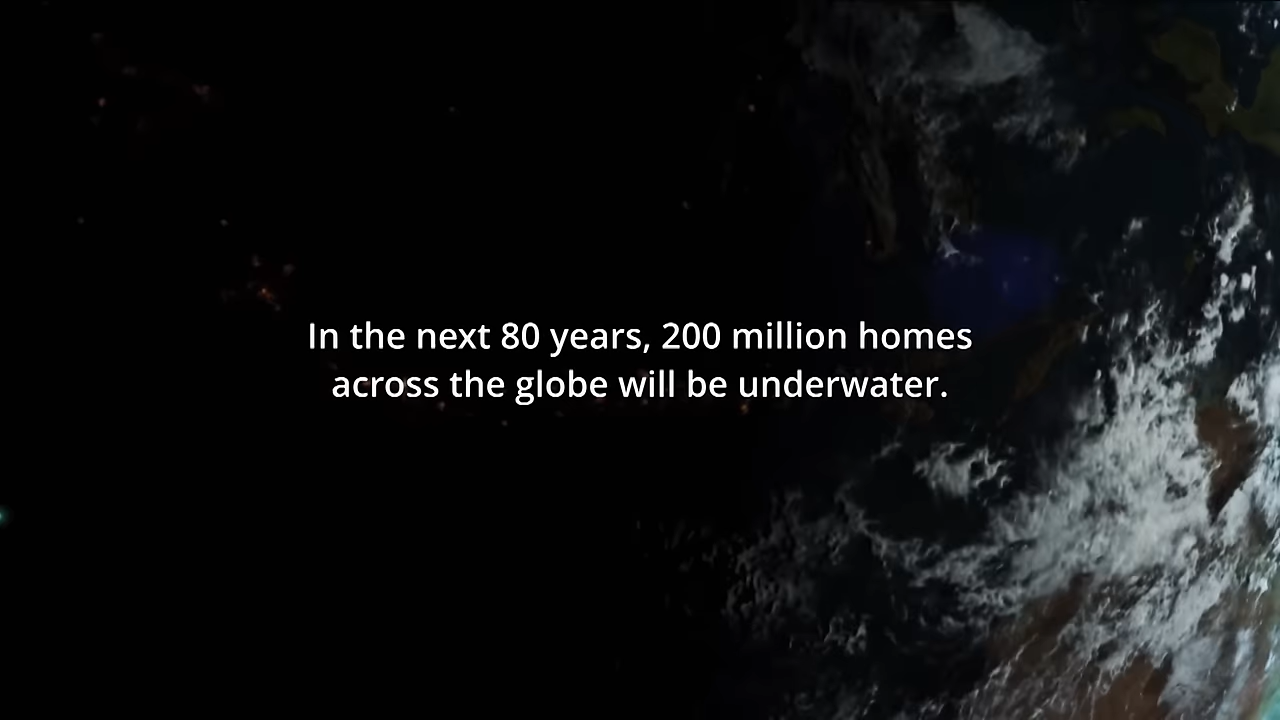 In the next 80 years, 200 million homes
across the globe will be underwater.